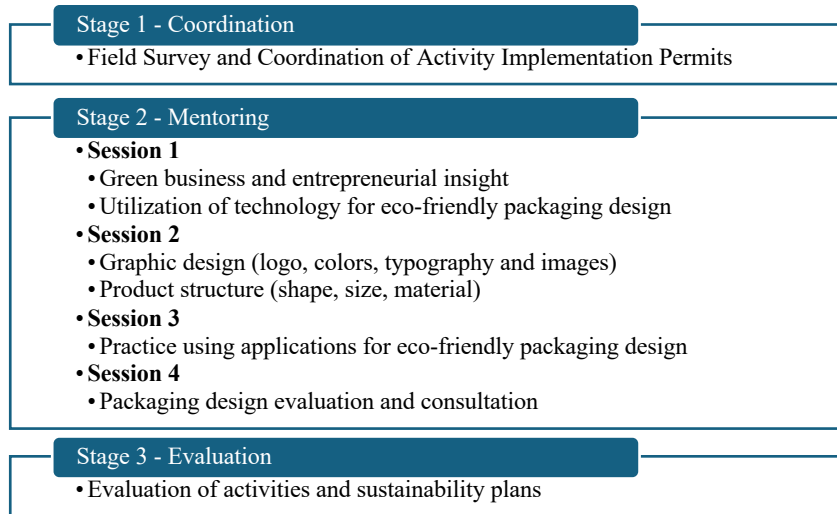 Stage 1 - Coordination
•Field Survey and Coordination of Activity Implementation Permits
Stage 2 - Mentoring
•Session 1
•Green business and entrepreneurial insight
•Utilization of technology for eco-friendly packaging design
•Session 2
•Graphic design (logo, colors, typography and images)
•Product structure (shape, size, material)
•Session 3
•Practice using applications for eco-friendly packaging design
•Session 4
•Packaging design evaluation and consultation
Stage 3 - Evaluation
•Evaluation of activities and sustainability plans